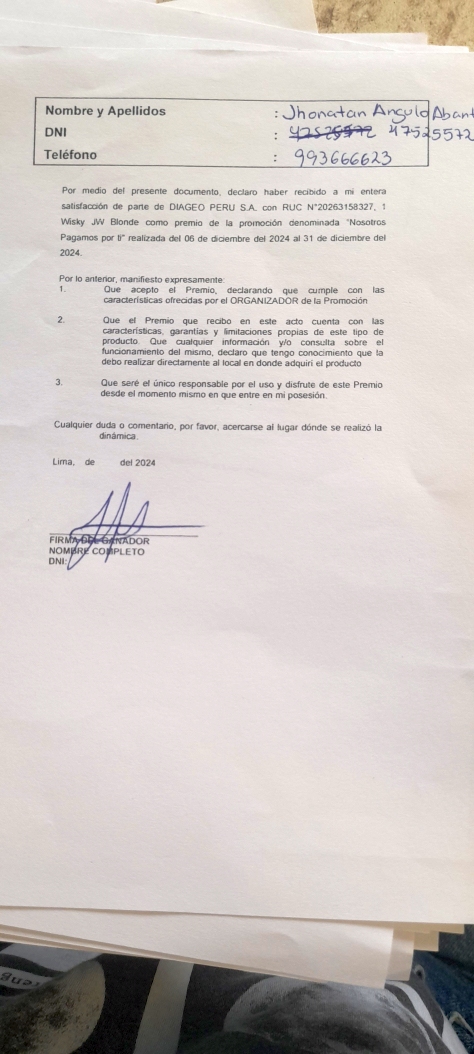 Nombre y Apellidos : Jhonatan Angulo Abant
DNI : 47525572
Teléfono : 993666623
Por medio del presente documento, declaro haber recibido a mi entera
satisfacción de parte de DIAGEO PERU S.A. con RUC N°20263158327, 1
Wisky JW Blonde como premio de la promoción denominada "Nosotros
Pagamos por ti" realizada del 06 de diciembre del 2024 al 31 de diciembre del
2024.
Por lo anterior, manifiesto expresamente:
1. Que acepto el Premio, declarando que cumple con las
características ofrecidas por el ORGANIZADOR de la Promoción
2. Que el Premio que recibo en este acto cuenta con las
características, garantías y limitaciones propias de este tipo de
producto. Que cualquier información y/o consulta sobre el
funcionamiento del mismo, declaro que tengo conocimiento que la
debo realizar directamente al local en donde adquirí el producto
3. Que seré el único responsable por el uso y disfrute de este Premio
desde el momento mismo en que entre en mi posesión.
Cualquier duda o comentario, por favor, acercarse al lugar dónde se realizó la
dinámica.
Lima, de del 2024
FIRMA DEL GANADOR
NOMBRE COMPLETO
DNI: